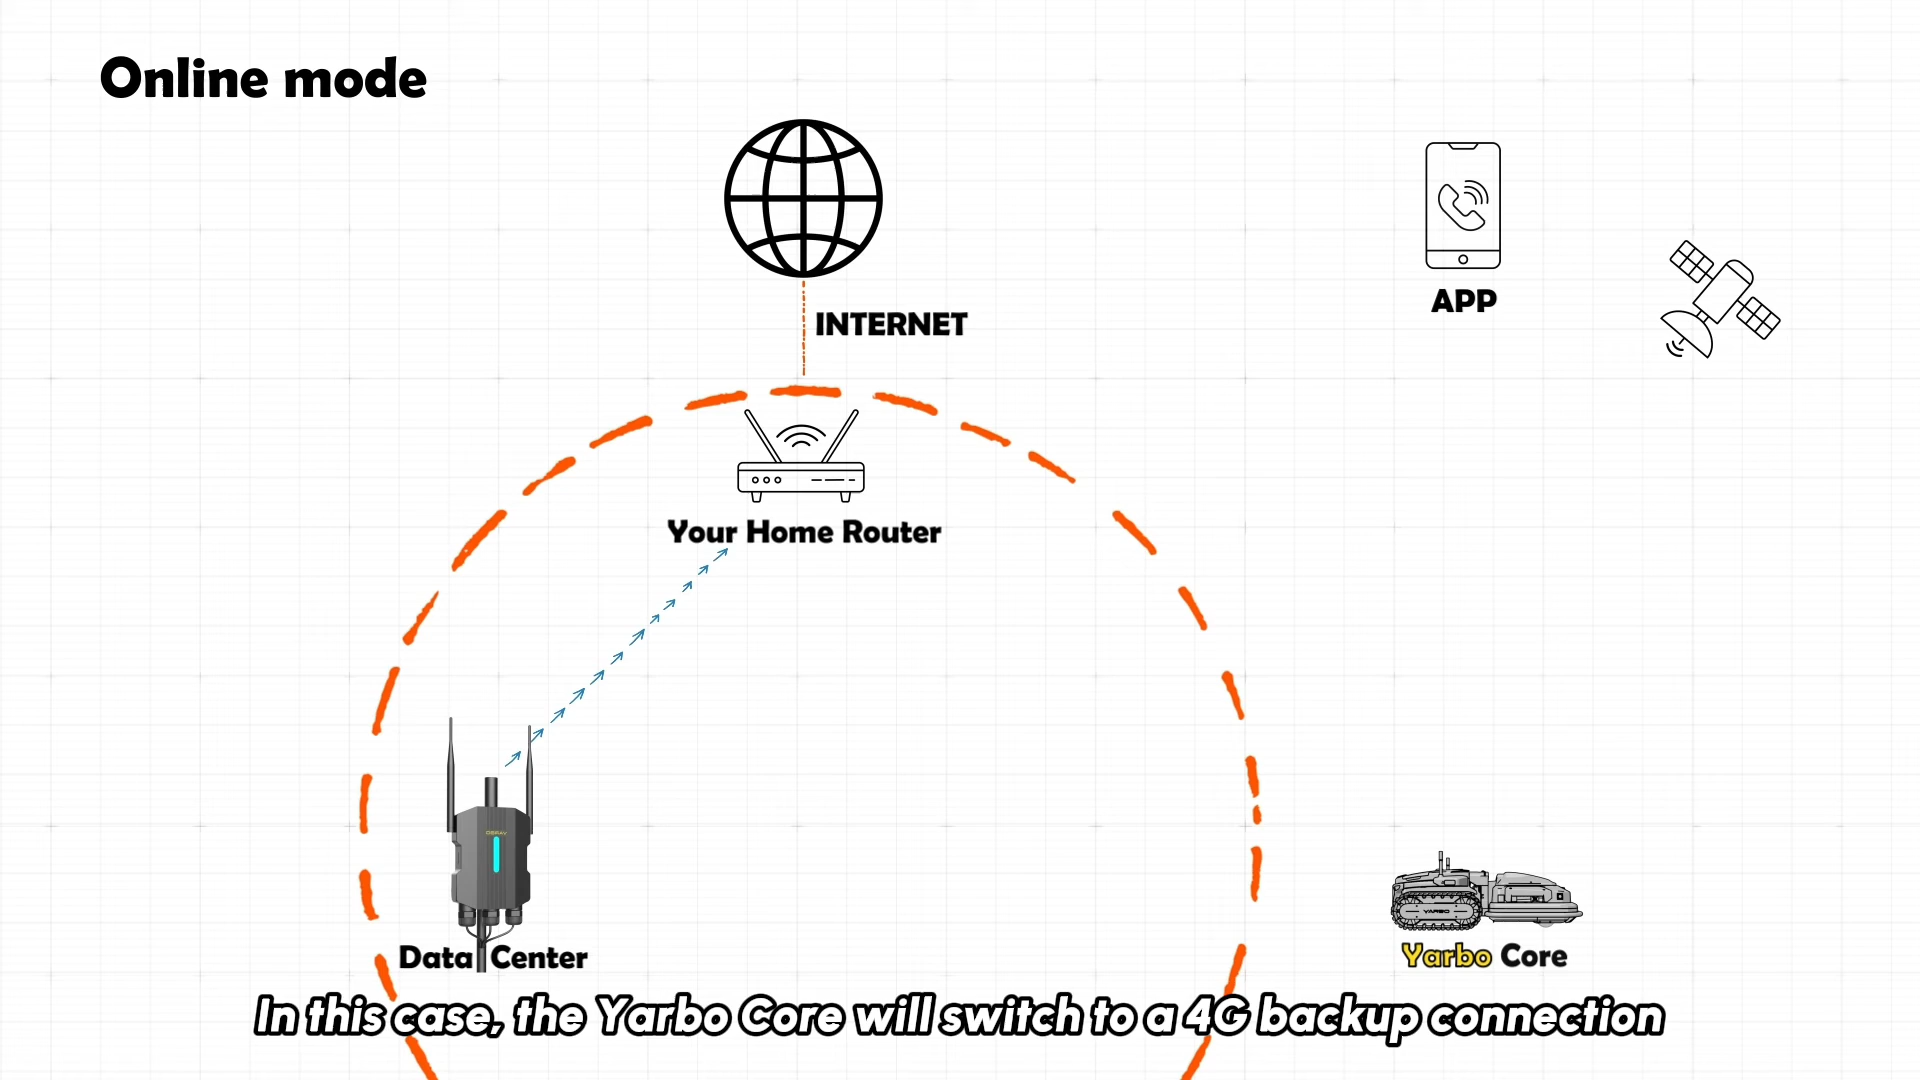 Online mode
INTERNET
APP
Your Home Router
YARBO
Data Center
Yarbo Core
In this case, the Yarbo Core will switch to a 4G backup connection